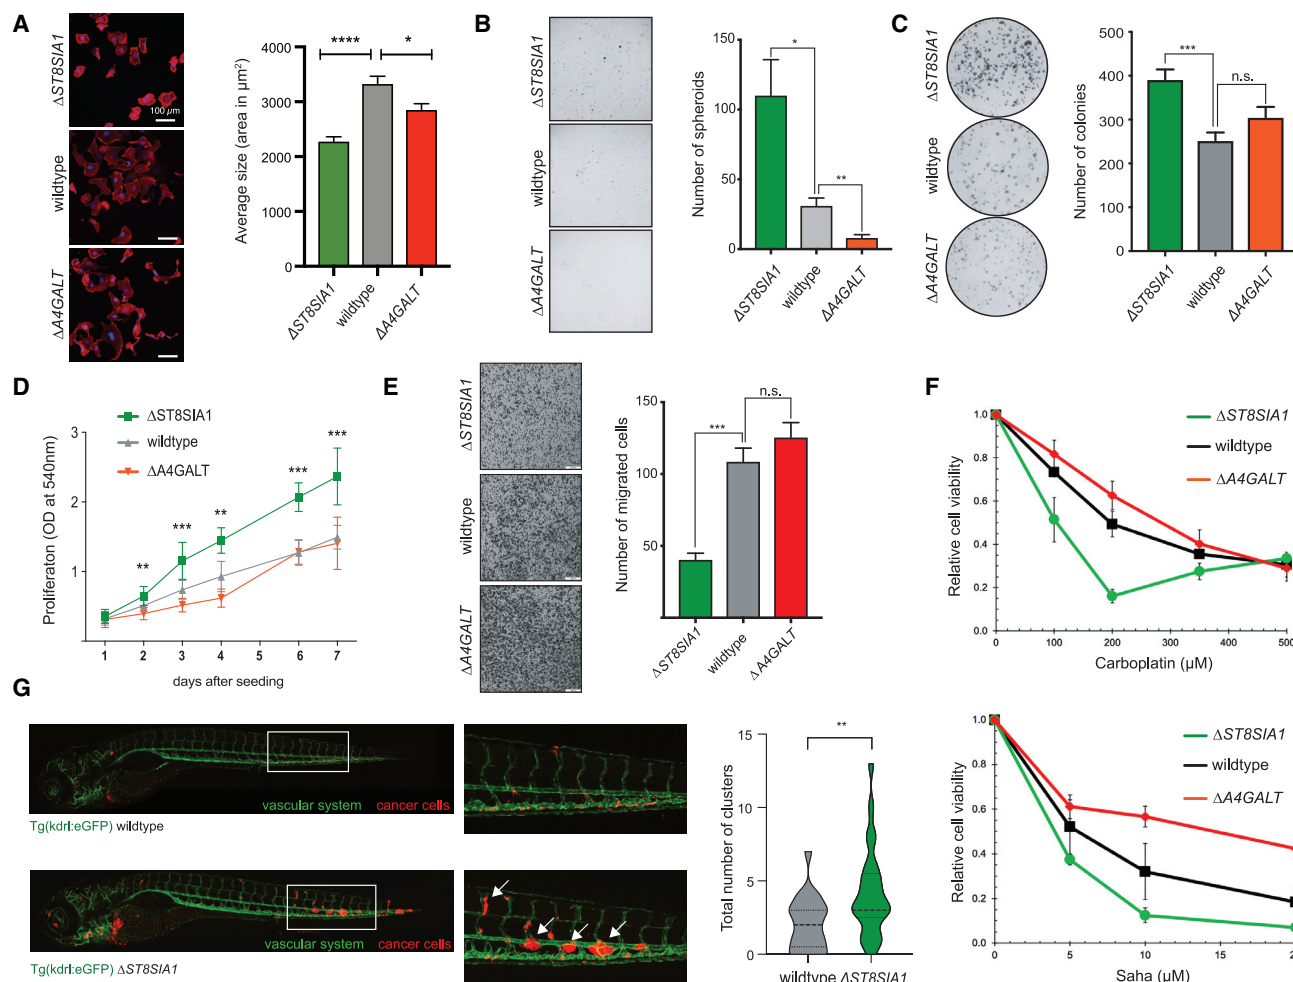 A
ΔST8SIA1
wildtype
ΔA4GALT
100 µm
Average size (area in µm²)
4000
3000
2000
1000
0
****
*
ΔST8SIA1
wildtype
ΔA4GALT
B
ΔST8SIA1
wildtype
ΔA4GALT
Number of spheroids
150
100
50
0
*
**
ΔST8SIA1
wildtype
ΔA4GALT
C
ΔST8SIA1
wildtype
ΔA4GALT
Number of colonies
500
400
300
200
100
0
***
n.s.
ΔST8SIA1
wildtype
ΔA4GALT
D
ΔST8SIA1
wildtype
ΔA4GALT
Proliferaton (OD at 540nm)
3
2
1
**
***
**
***
***
1 2 3 4 5 6 7
days after seeding
E
ΔST8SIA1
wildtype
ΔA4GALT
Number of migrated cells
150
100
50
***
n.s.
ΔST8SIA1
wildtype
ΔA4GALT
F
Relative cell viability
1.0
0.8
0.6
0.4
0.2
0.0
ΔST8SIA1
wildtype
ΔA4GALT
0 100 200 300 400 500
Carboplatin (µM)
Relative cell viability
1.0
0.8
0.6
0.4
0.2
0.0
ΔST8SIA1
wildtype
ΔA4GALT
0 5 10 15
Saha (µM)
G
vascular system cancer cells
Tg(kdrl:eGFP) wildtype
vascular system cancer cells
Tg(kdrl:eGFP) ΔST8SIA1
Total number of clusters
15
10
5
0
**
wildtype ΔST8SIA1